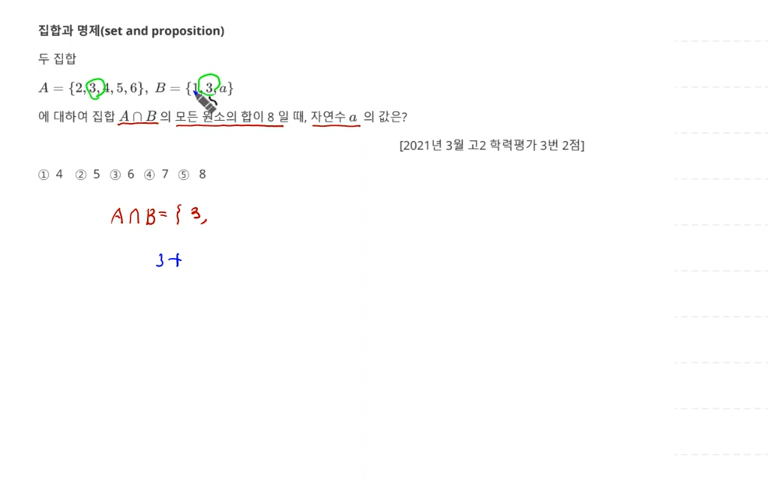 집합과 명제(set and proposition)
두 집합
A = {2, 3, 4, 5, 6}, B = {1, 3, a}
에 대하여 집합 A ∩ B 의 모든 원소의 합이 8 일 때, 자연수 a 의 값은?
[2021년 3월 고2 학력평가 3번 2점]
① 4 ② 5 ③ 6 ④ 7 ⑤ 8
A∩B = { 3,
3+